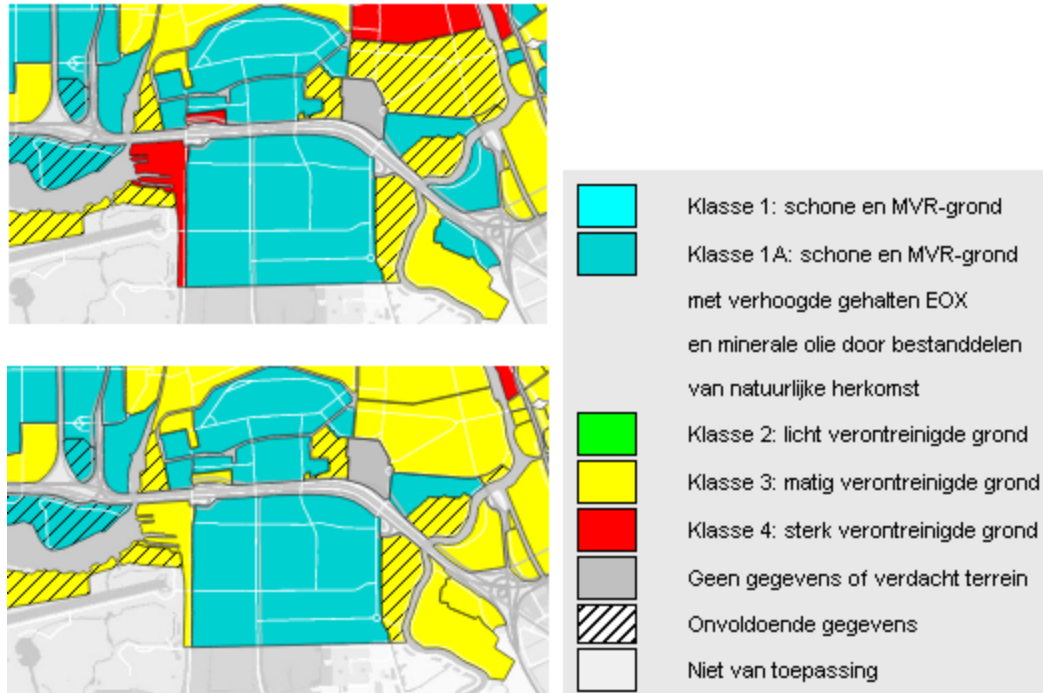 Klasse 1: schone en MVR-grond
Klasse 1A: schone en MVR-grond
met verhoogde gehalten EOX
en minerale olie door bestanddelen
van natuurlijke herkomst
Klasse 2: licht verontreinigde grond
Klasse 3: matig verontreinigde grond
Klasse 4: sterk verontreinigde grond
Geen gegevens of verdacht terrein
Onvoldoende gegevens
Niet van toepassing